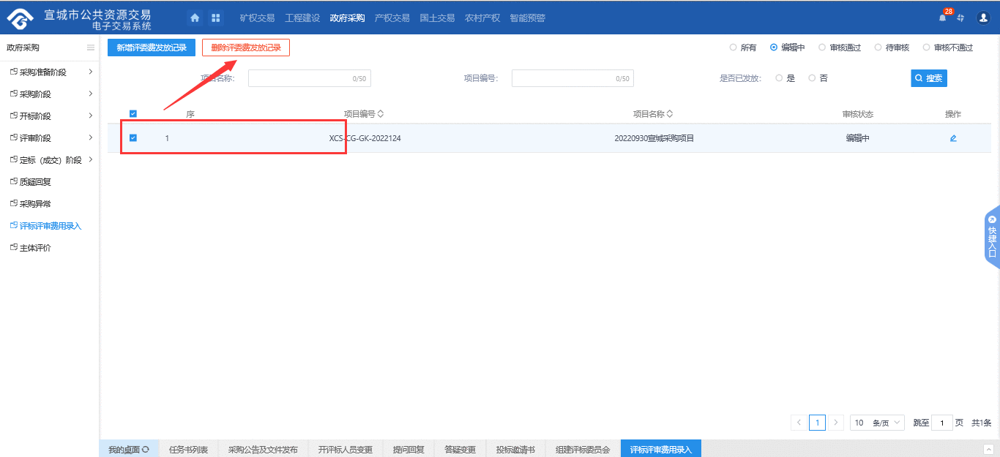 宣城市公共资源交易
电子交易系统
矿权交易 工程建设 政府采购 产权交易 国土交易 农村产权 智能预警
28
政府采购
采购准备阶段
采购阶段
开标阶段
评审阶段
定标（成交）阶段
质疑回复
采购异常
评标评审费用录入
主体评价
新增评委费发放记录 删除评委费发放记录
所有 编辑中 审核通过 待审核 审核不通过
项目名称: 0/50 项目编号: 0/50 是否已发放: 是 否 搜索
序 项目编号 项目名称 审核状态 操作
1 XCS-CG-GK-2022124 20220930宣城采购项目 编辑中
快捷入口
1 10 条/页 跳至 1 页 共1条
我的桌面 任务书列表 采购公告及文件发布 开评标人员变更 提问回复 答疑变更 投标邀请书 组建评标委员会 评标评审费用录入